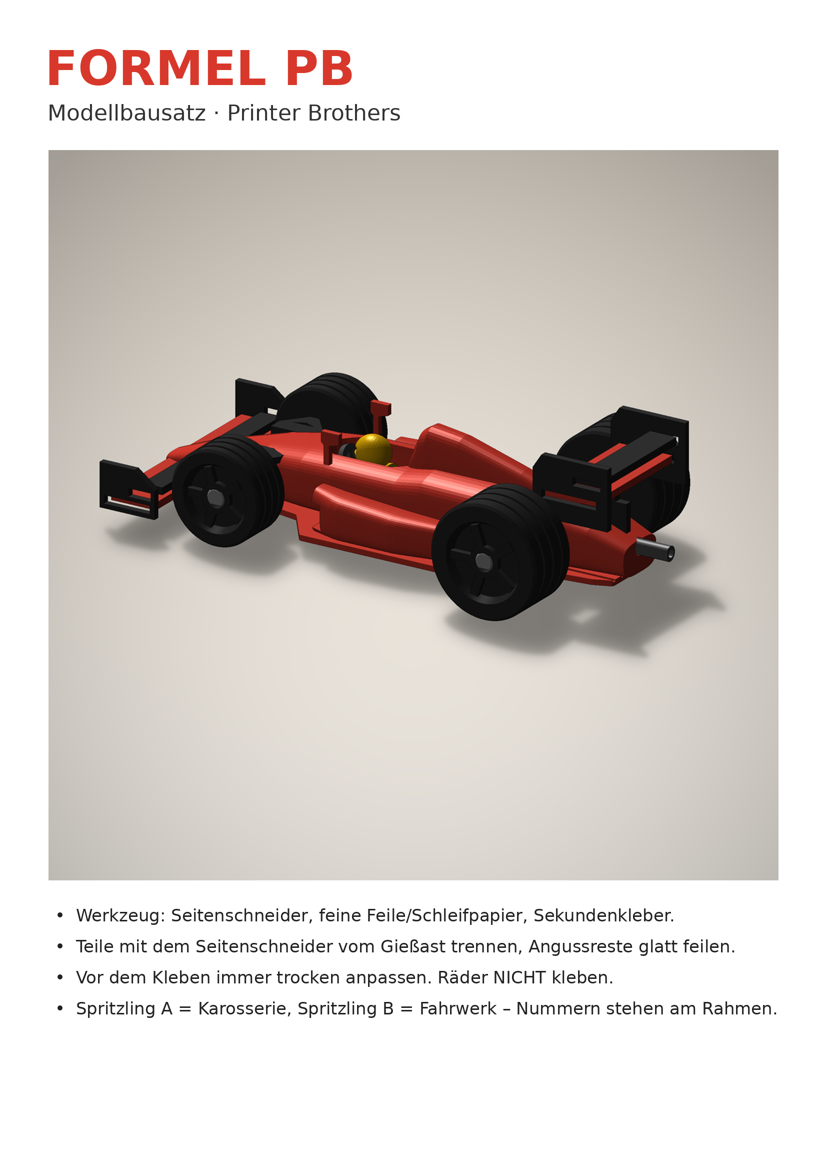 FORMEL PB
Modellbausatz · Printer Brothers
• Werkzeug: Seitenschneider, feine Feile/Schleifpapier, Sekundenkleber.
• Teile mit dem Seitenschneider vom Gießast trennen, Angussreste glatt feilen.
• Vor dem Kleben immer trocken anpassen. Räder NICHT kleben.
• Spritzling A = Karosserie, Spritzling B = Fahrwerk – Nummern stehen am Rahmen.